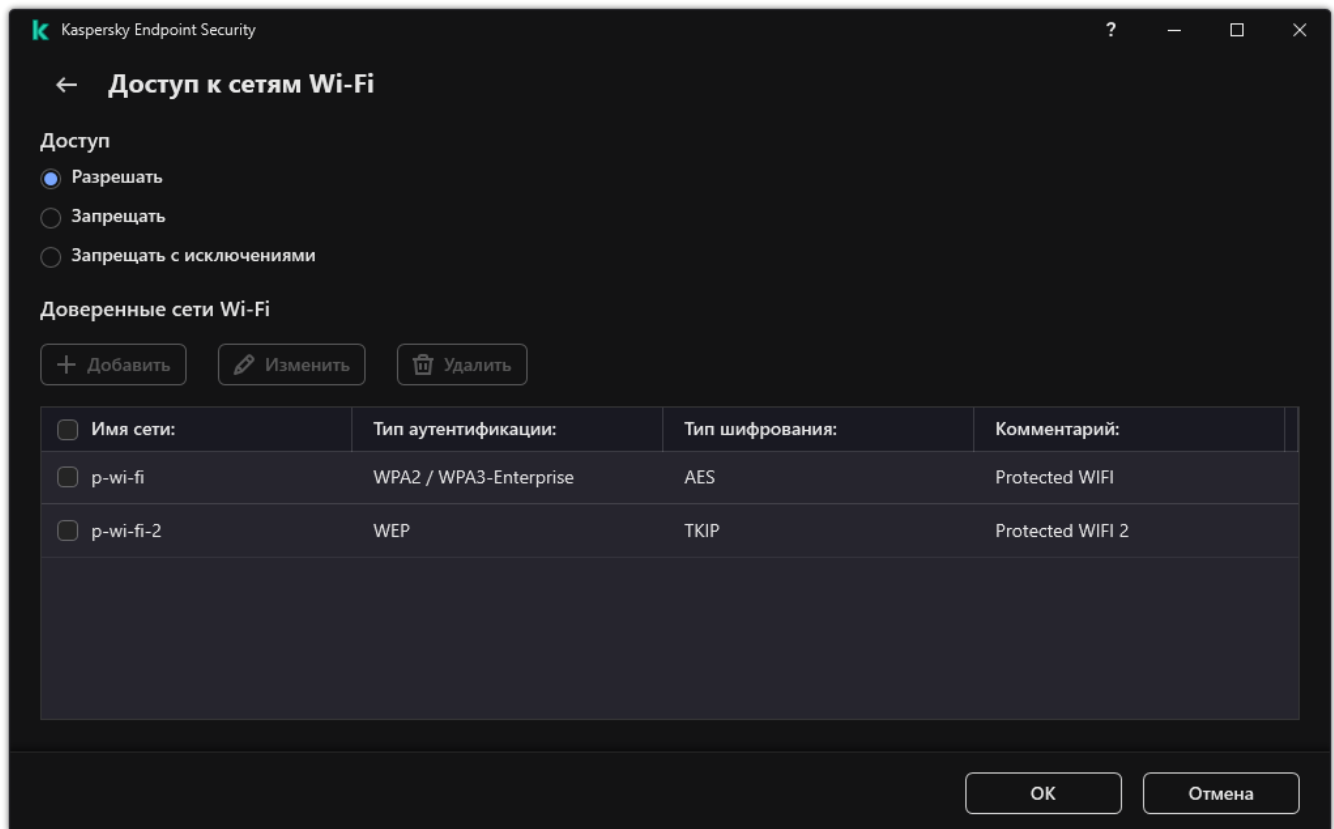 Kaspersky Endpoint Security ?
Доступ к сетям Wi-Fi
Доступ
Разрешать
Запрещать
Запрещать с исключениями
Доверенные сети Wi-Fi
Добавить Изменить Удалить
Имя сети: Тип аутентификации: Тип шифрования: Комментарий:
p-wi-fi WPA2 / WPA3-Enterprise AES Protected WIFI
p-wi-fi-2 WEP TKIP Protected WIFI 2
ОК Отмена